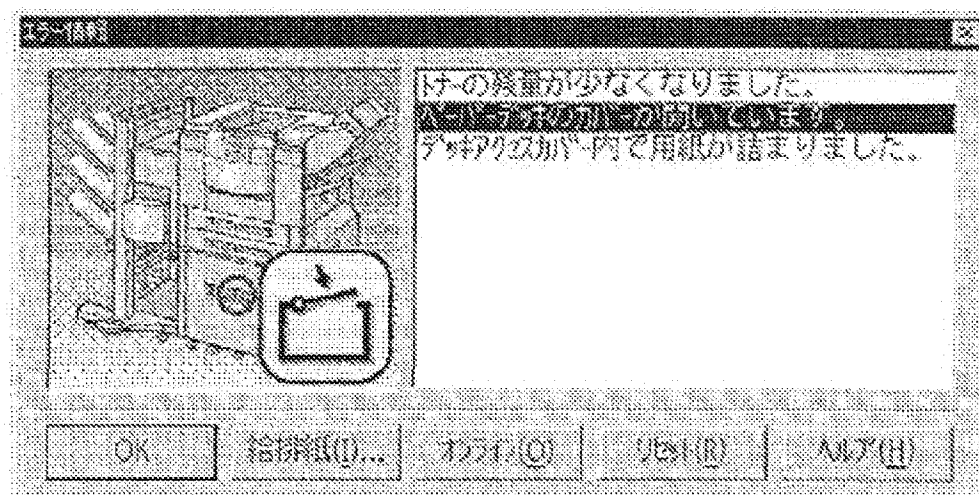 エラー情報
トナーの残量が少なくなりました。
ペーパーデッキのカバーが開いています。
デッキアクセスカバー内で用紙が詰まりました。
OK
給排紙(I)...
オフライン(O)
リセット(R)
ヘルプ(H)